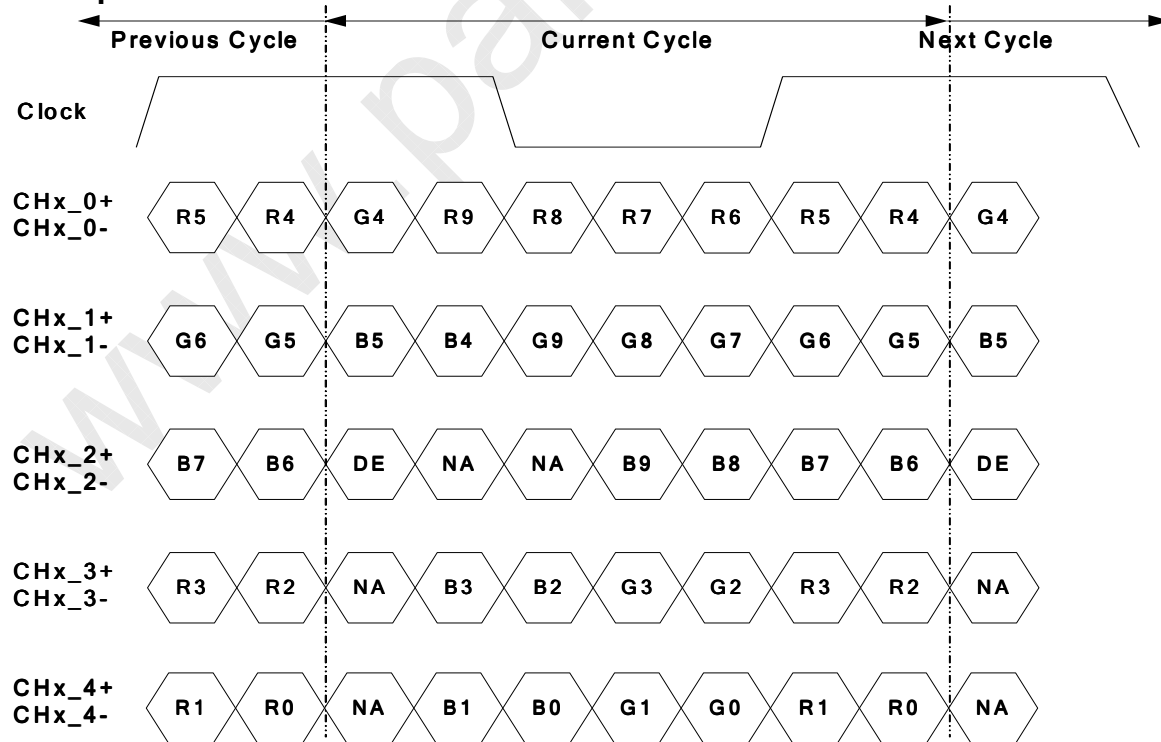 Previous Cycle Current Cycle Next Cycle
Clock
CHx_0+
CHx_0-
R5 R4 G4 R9 R8 R7 R6 R5 R4 G4
CHx_1+
CHx_1-
G6 G5 B5 B4 G9 G8 G7 G6 G5 B5
CHx_2+
CHx_2-
B7 B6 DE NA NA B9 B8 B7 B6 DE
CHx_3+
CHx_3-
R3 R2 NA B3 B2 G3 G2 R3 R2 NA
CHx_4+
CHx_4-
R1 R0 NA B1 B0 G1 G0 R1 R0 NA
www.pa